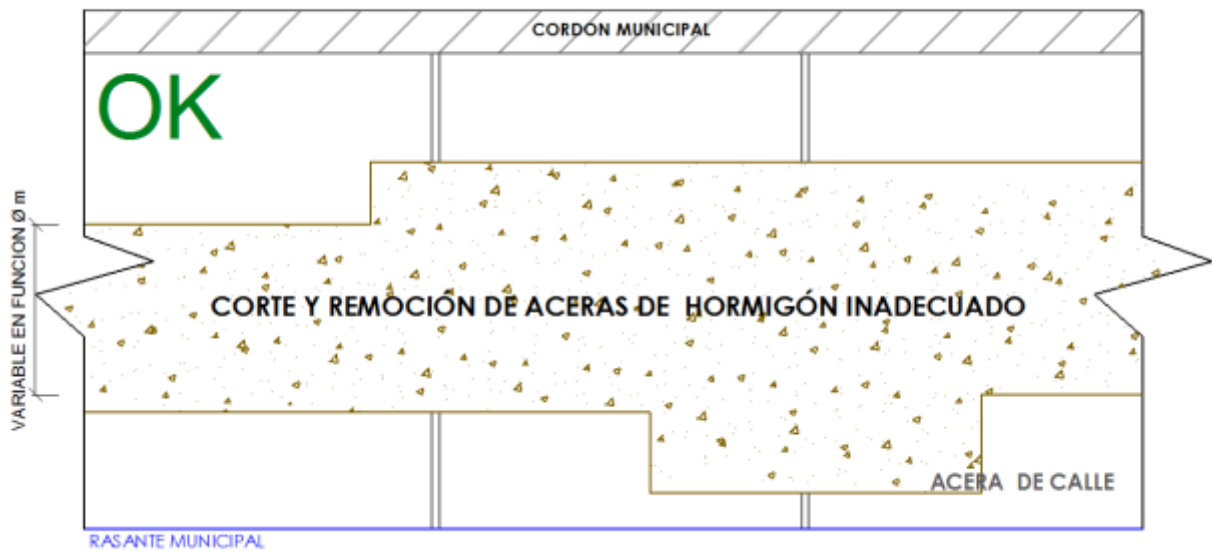 CORDON MUNICIPAL
OK
VARIABLE EN FUNCION Ø m
CORTE Y REMOCIÓN DE ACERAS DE HORMIGÓN INADECUADO
ACERA DE CALLE
RASANTE MUNICIPAL